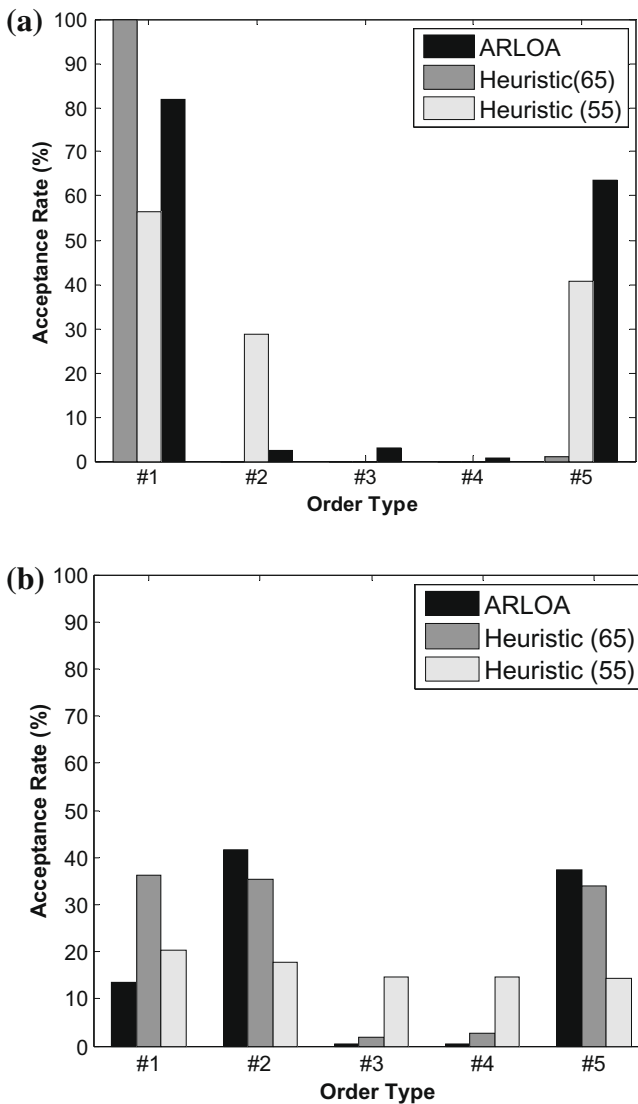 (a)
100
90
80
70
60
50
40
30
20
10
0
Acceptance Rate (%)
ARLOA
Heuristic(65)
Heuristic (55)
#1 #2 #3 #4 #5
Order Type
(b)
100
90
80
70
60
50
40
30
20
10
0
Acceptance Rate (%)
ARLOA
Heuristic (65)
Heuristic (55)
#1 #2 #3 #4 #5
Order Type